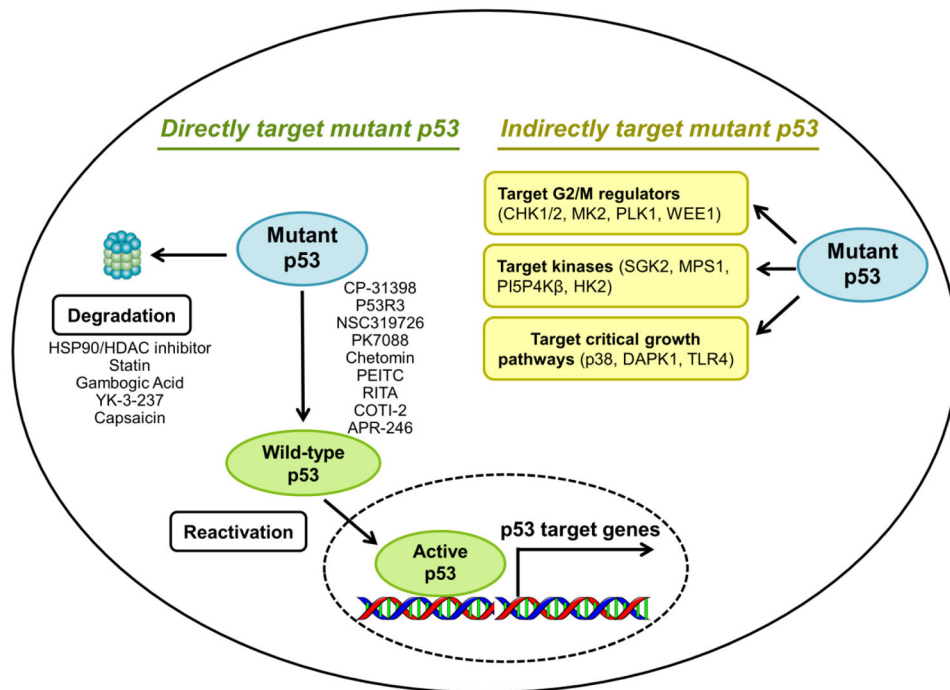 Directly target mutant p53
Indirectly target mutant p53
Mutant
p53
Degradation
HSP90/HDAC inhibitor
Statin
Gambogic Acid
YK-3-237
Capsaicin
CP-31398
P53R3
NSC319726
PK7088
Chetomin
PEITC
RITA
COTI-2
APR-246
Wild-type
p53
Reactivation
Active
p53
p53 target genes
Target G2/M regulators
(CHK1/2, MK2, PLK1, WEE1)
Target kinases (SGK2, MPS1,
PI5P4Kβ, HK2)
Target critical growth
pathways (p38, DAPK1, TLR4)
Mutant
p53